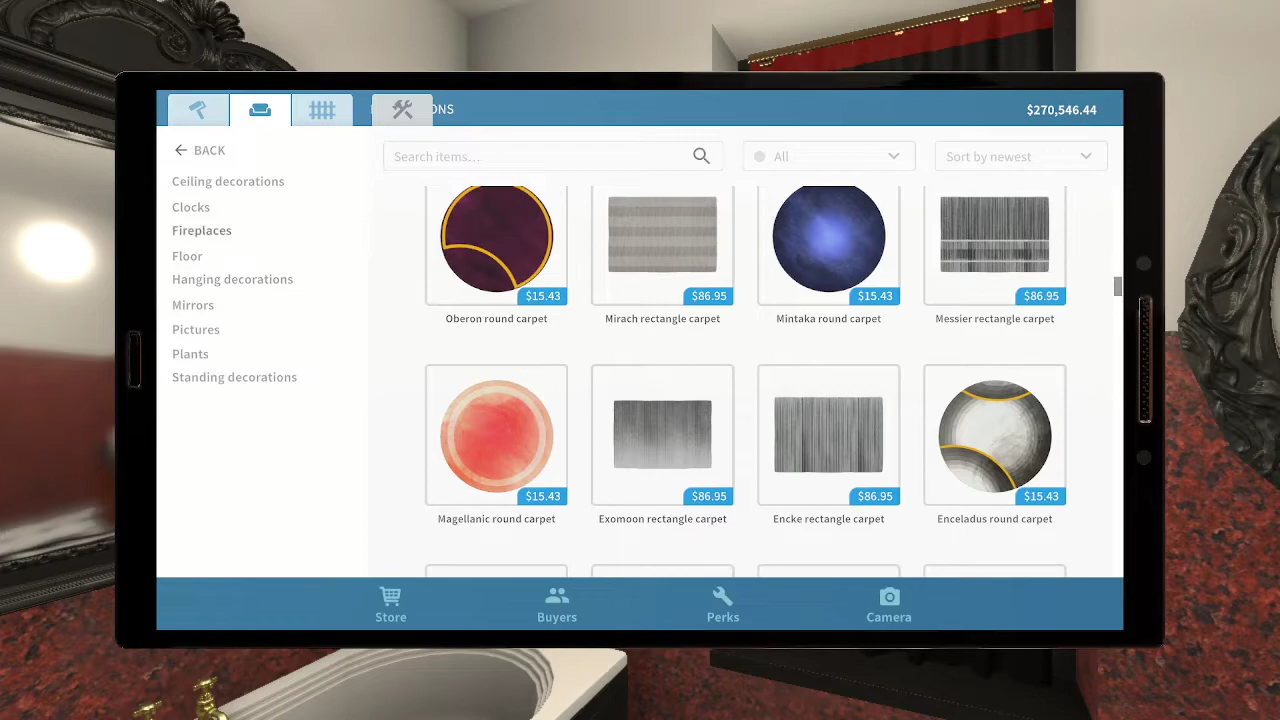 ONS
$270,546.44
BACK
Search items...
All
Sort by newest
Ceiling decorations
Clocks
Fireplaces
Floor
Hanging decorations
Mirrors
Pictures
Plants
Standing decorations
$15.43
$86.95
$15.43
$86.95
Oberon round carpet
Mirach rectangle carpet
Mintaka round carpet
Messier rectangle carpet
$15.43
$86.95
$86.95
$15.43
Magellanic round carpet
Exomoon rectangle carpet
Encke rectangle carpet
Enceladus round carpet
Store
Buyers
Perks
Camera